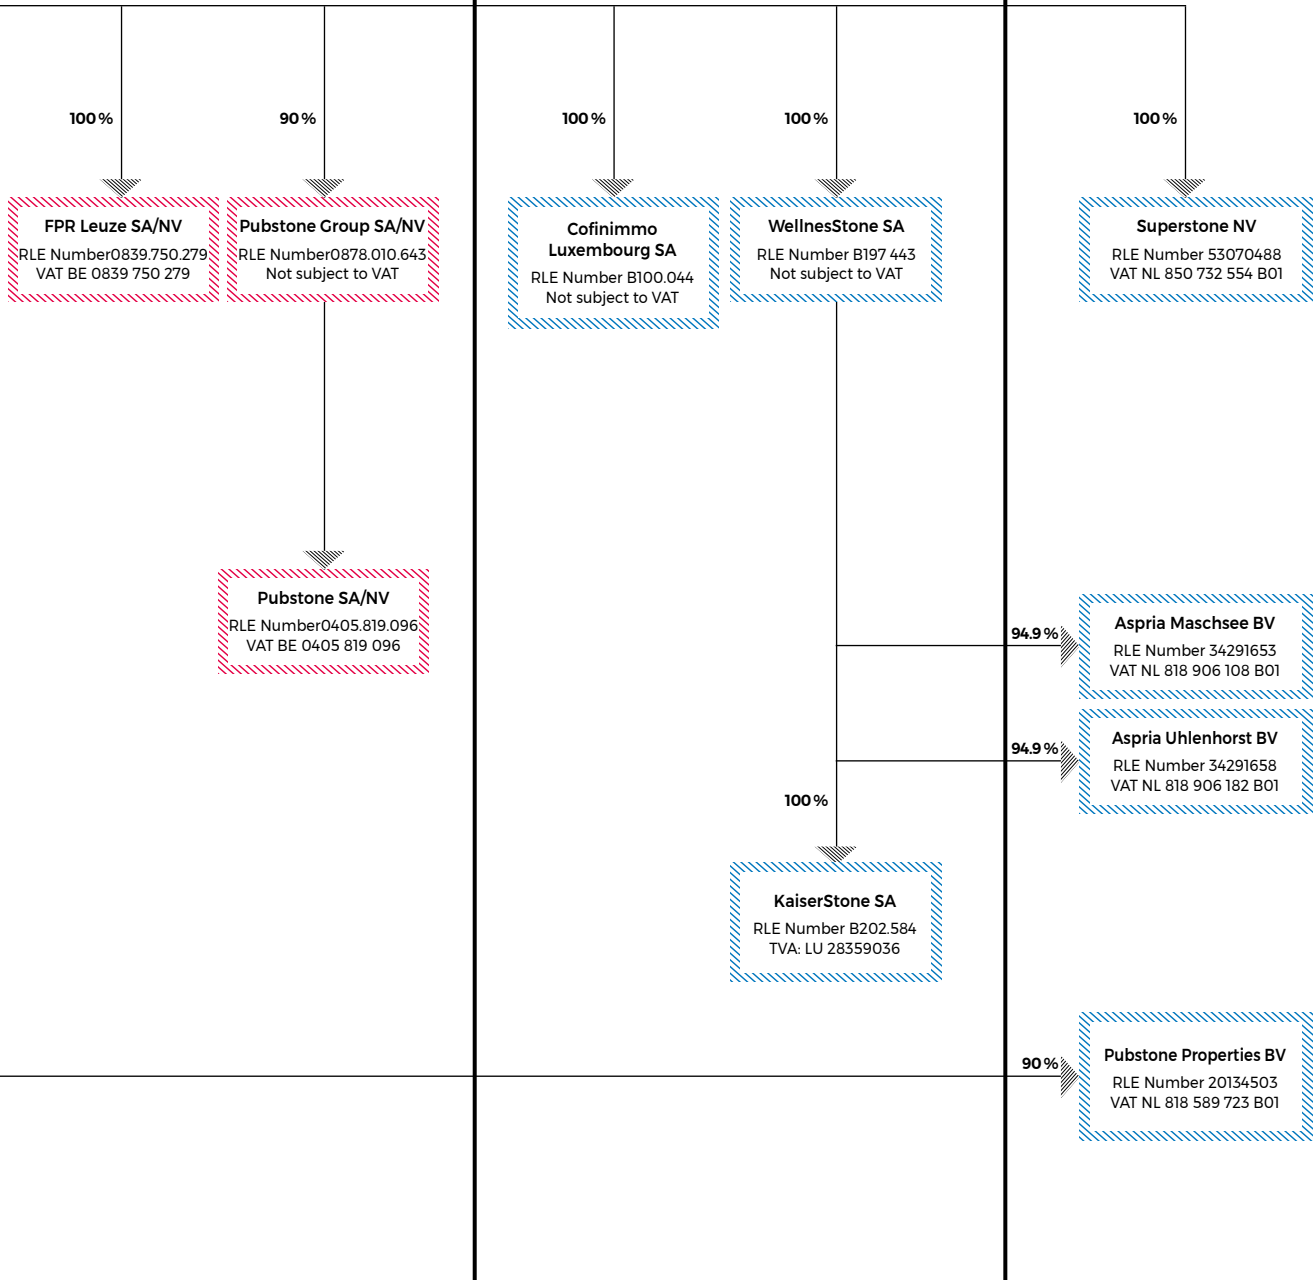 100 %
90 %
100 %
100 %
100 %
FPR Leuze SA/NV
RLE Number0839.750.279
VAT BE 0839 750 279
Pubstone Group SA/NV
RLE Number0878.010.643
Not subject to VAT
Cofinimmo
Luxembourg SA
RLE Number B100.044
Not subject to VAT
WellnesStone SA
RLE Number B197 443
Not subject to VAT
Superstone NV
RLE Number 53070488
VAT NL 850 732 554 B01
Pubstone SA/NV
RLE Number0405.819.096
VAT BE 0405 819 096
94.9 %
Aspria Maschsee BV
RLE Number 34291653
VAT NL 818 906 108 B01
94.9 %
Aspria Uhlenhorst BV
RLE Number 34291658
VAT NL 818 906 182 B01
100 %
KaiserStone SA
RLE Number B202.584
TVA: LU 28359036
90 %
Pubstone Properties BV
RLE Number 20134503
VAT NL 818 589 723 B01